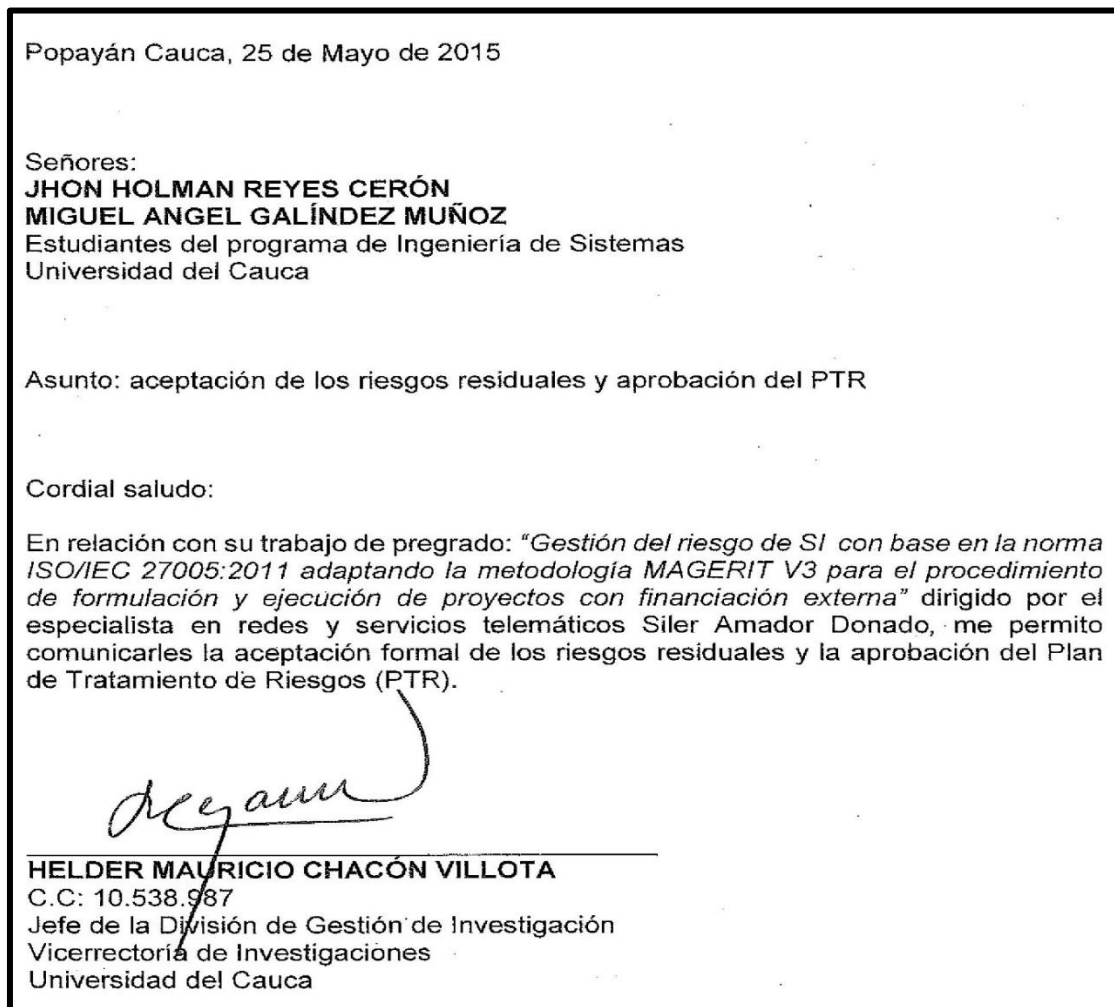 Popayán Cauca, 25 de Mayo de 2015
Señores:
JHON HOLMAN REYES CERÓN
MIGUEL ANGEL GALÍNDEZ MUÑOZ
Estudiantes del programa de Ingeniería de Sistemas
Universidad del Cauca
Asunto: aceptación de los riesgos residuales y aprobación del PTR
Cordial saludo:
En relación con su trabajo de pregrado: "Gestión del riesgo de SI con base en la norma
ISO/IEC 27005:2011 adaptando la metodología MAGERIT V3 para el procedimiento
de formulación y ejecución de proyectos con financiación externa" dirigido por el
especialista en redes y servicios telemáticos Siler Amador Donado, me permito
comunicarles la aceptación formal de los riesgos residuales y la aprobación del Plan
de Tratamiento de Riesgos (PTR).
HELDER MAURICIO CHACÓN VILLOTA
C.C: 10.538.987
Jefe de la División de Gestión de Investigación
Vicerrectoría de Investigaciones
Universidad del Cauca